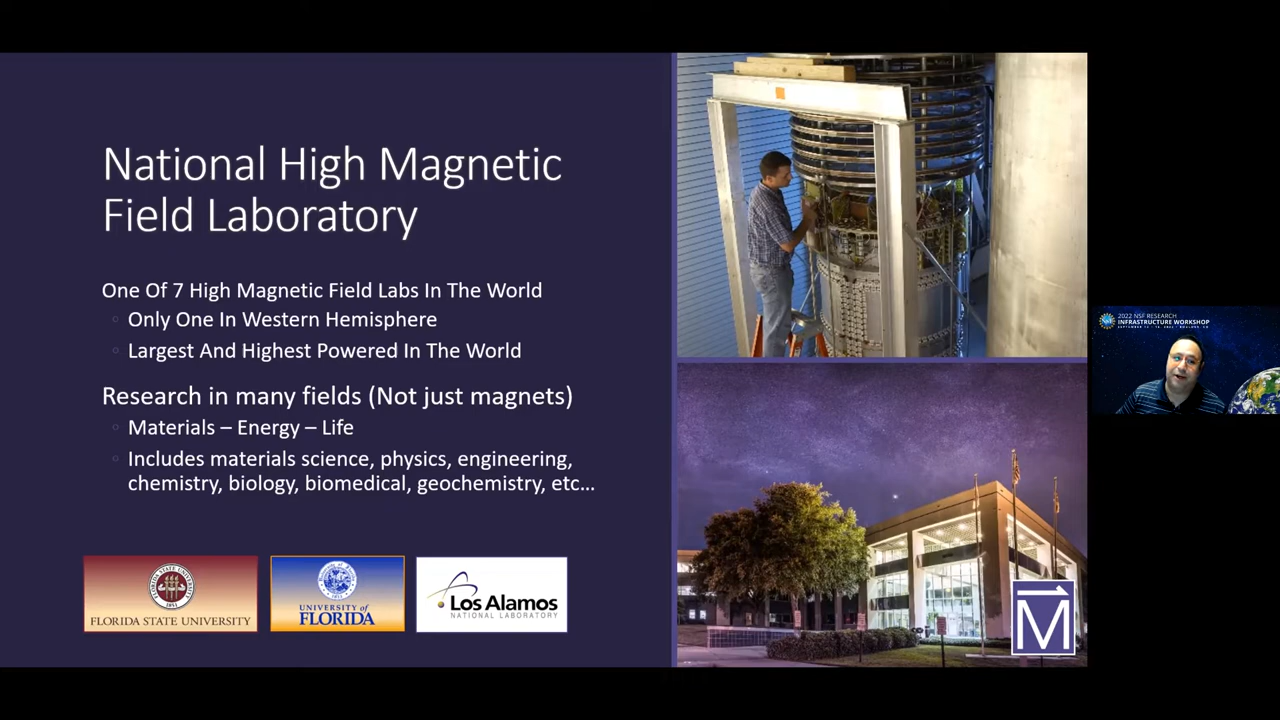 National High Magnetic
Field Laboratory
One Of 7 High Magnetic Field Labs In The World
Only One In Western Hemisphere
Largest And Highest Powered In The World
Research in many fields (Not just magnets)
Materials – Energy – Life
Includes materials science, physics, engineering,
chemistry, biology, biomedical, geochemistry, etc...
FLORIDA STATE UNIVERSITY
UNIVERSITY of
FLORIDA
Los Alamos
NATIONAL LABORATORY
M
2022 NSF RESEARCH
INFRASTRUCTURE WORKSHOP